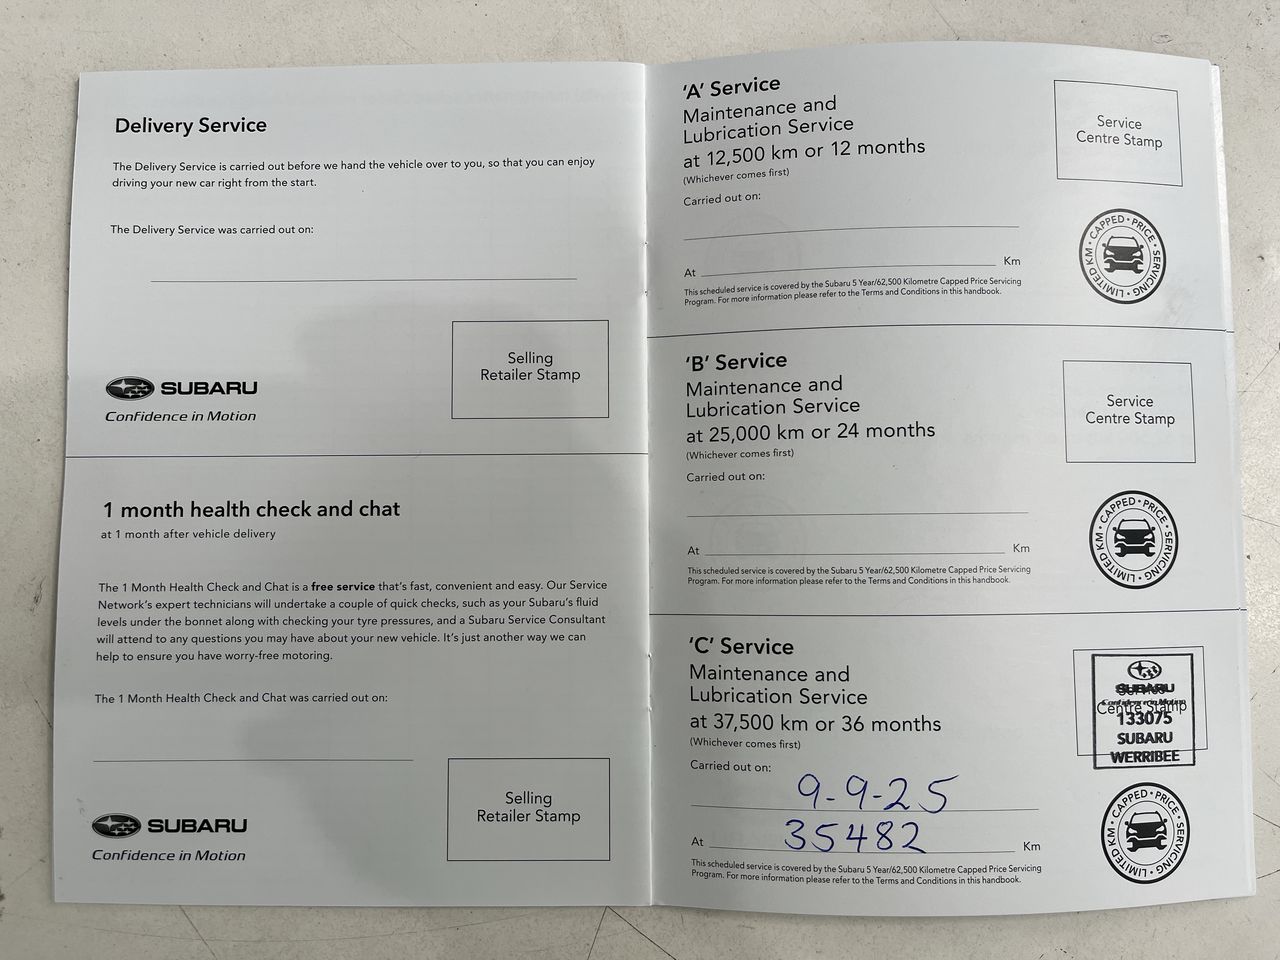 Delivery Service
The Delivery Service is carried out before we hand the vehicle over to you, so that you can enjoy
driving your new car right from the start.
The Delivery Service was carried out on:
Selling
Retailer Stamp
SUBARU
Confidence in Motion
1 month health check and chat
at 1 month after vehicle delivery
The 1 Month Health Check and Chat is a free service that's fast, convenient and easy. Our Service
Network's expert technicians will undertake a couple of quick checks, such as your Subaru's fluid
levels under the bonnet along with checking your tyre pressures, and a Subaru Service Consultant
will attend to any questions you may have about your new vehicle. It's just another way we can
help to ensure you have worry-free motoring.
The 1 Month Health Check and Chat was carried out on:
Selling
Retailer Stamp
SUBARU
Confidence in Motion
'A' Service
Maintenance and
Lubrication Service
at 12,500 km or 12 months
(Whichever comes first)
Carried out on:
At Km
This scheduled service is covered by the Subaru 5 Year/62,500 Kilometre Capped Price Servicing
Program. For more information please refer to the Terms and Conditions in this handbook.
Service
Centre Stamp
CAPPED • PRICE • SERVICING • LIMITED KM •
'B' Service
Maintenance and
Lubrication Service
at 25,000 km or 24 months
(Whichever comes first)
Carried out on:
At Km
This scheduled service is covered by the Subaru 5 Year/62,500 Kilometre Capped Price Servicing
Program. For more information please refer to the Terms and Conditions in this handbook.
Service
Centre Stamp
CAPPED • PRICE • SERVICING • LIMITED KM •
'C' Service
Maintenance and
Lubrication Service
at 37,500 km or 36 months
(Whichever comes first)
Carried out on:
9-9-25
At 35482 Km
This scheduled service is covered by the Subaru 5 Year/62,500 Kilometre Capped Price Servicing
Program. For more information please refer to the Terms and Conditions in this handbook.
Service
Centre Stamp
SUBARU
Confidence in Motion
133075
SUBARU
WERRIBEE
CAPPED • PRICE • SERVICING • LIMITED KM •